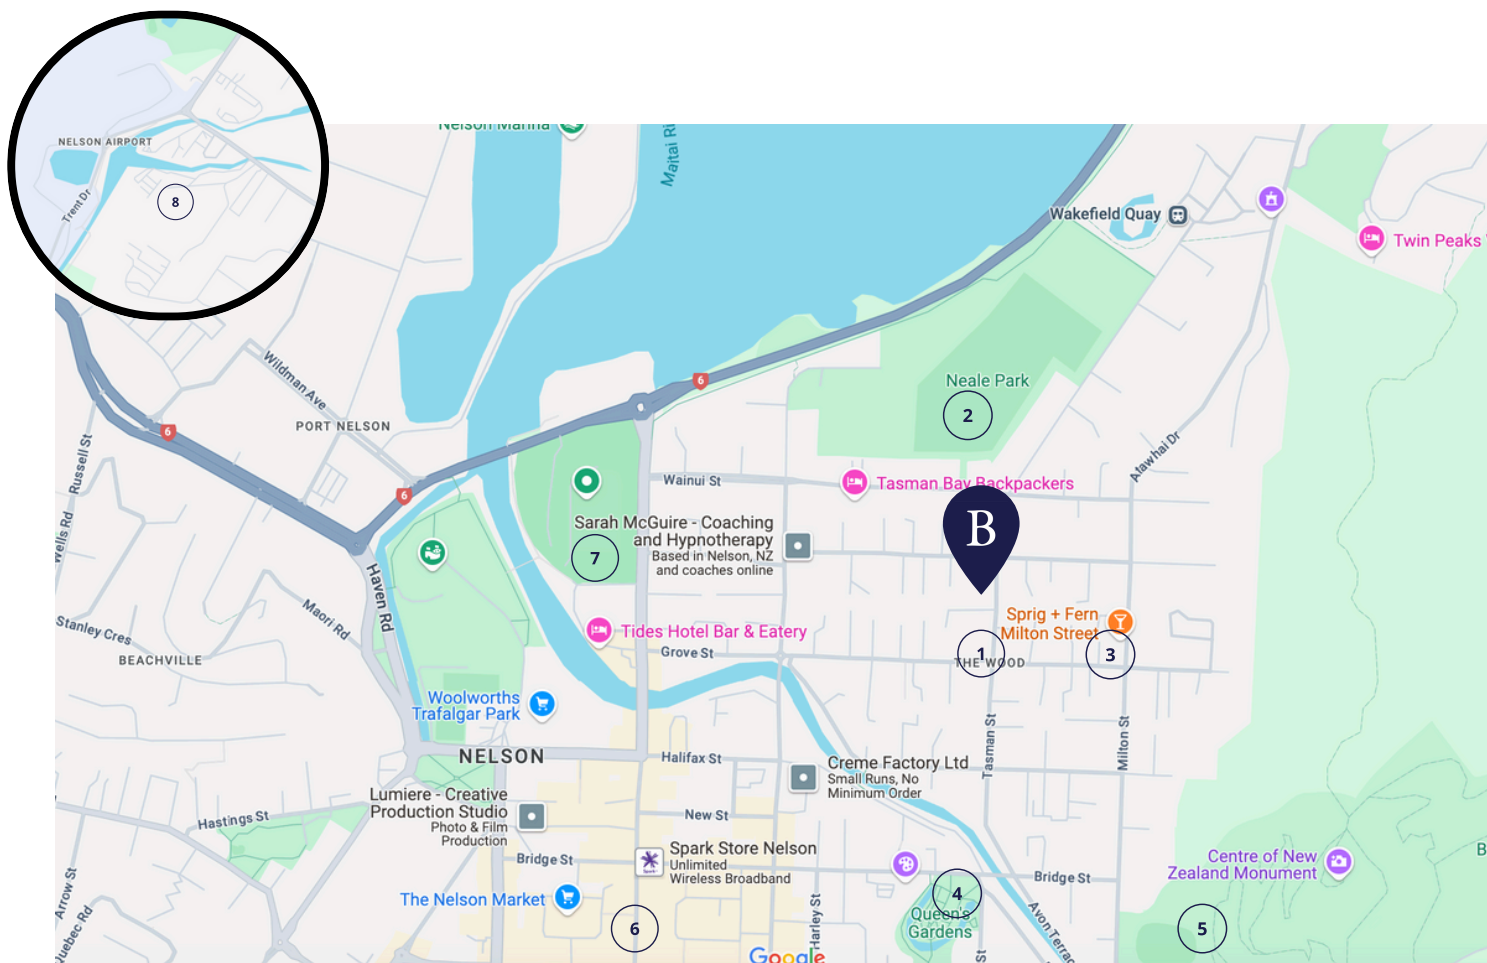 NELSON AIRPORT
Trent Dr
8
Nelson Marina
Maitai Ri
Wakefield Quay
Twin Peaks
Wildman Ave
PORT NELSON
6
6
6
Neale Park
2
Russell St
Wells Rd
Atawhai Dr
Wainui St
Tasman Bay Backpackers
B
Sarah McGuire - Coaching
and Hypnotherapy
Based in Nelson, NZ
and coaches online
7
Haven Rd
Maori Rd
Stanley Cres
BEACHVILLE
Tides Hotel Bar & Eatery
Grove St
Sprig + Fern
Milton Street
1
THE WOOD
3
Woolworths
Trafalgar Park
NELSON
Halifax St
Tasman St
Milton St
Creme Factory Ltd
Small Runs, No
Minimum Order
Lumiere - Creative
Production Studio
Photo & Film
Production
Hastings St
New St
Bridge St
Spark Store Nelson
Unlimited
Wireless Broadband
Centre of New
Zealand Monument
B
Bridge St
Arrow St
Quebec Rd
The Nelson Market
4
Queen's
Gardens
Harley St
Avon Terrac
St
6
5
Google